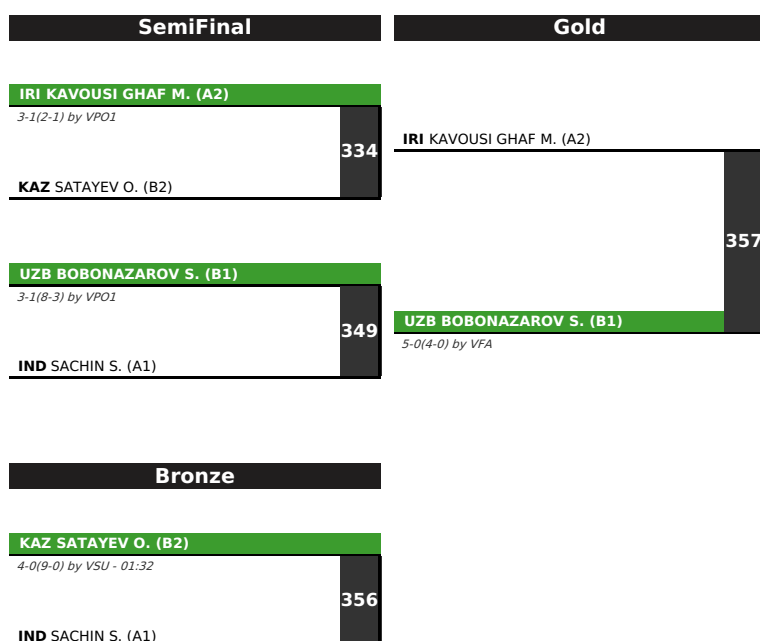 SemiFinal
Gold
IRI KAVOUSI GHAF M. (A2)
3-1(2-1) by VPO1
334
KAZ SATAYEV O. (B2)
IRI KAVOUSI GHAF M. (A2)
357
UZB BOBONAZAROV S. (B1)
5-0(4-0) by VFA
UZB BOBONAZAROV S. (B1)
3-1(8-3) by VPO1
349
IND SACHIN S. (A1)
Bronze
KAZ SATAYEV O. (B2)
4-0(9-0) by VSU - 01:32
356
IND SACHIN S. (A1)